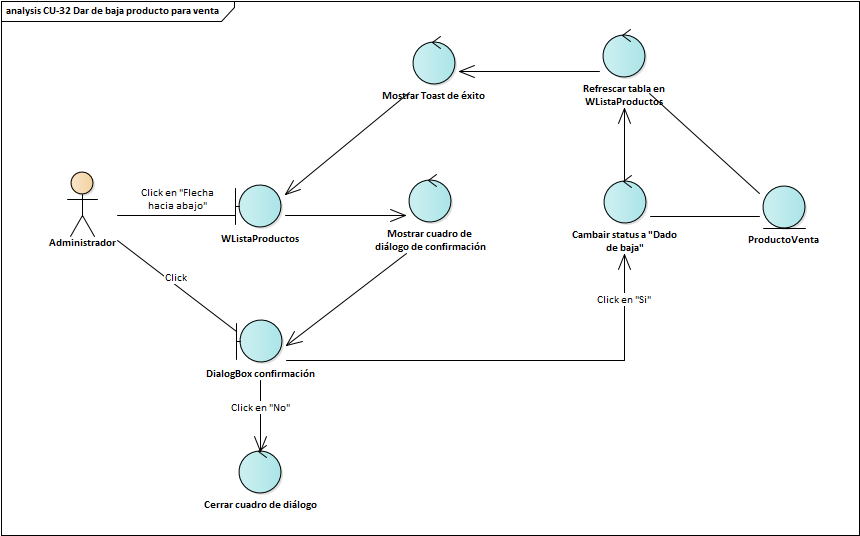 analysis CU-32 Dar de baja producto para venta
Mostrar Toast de éxito
Refrescar tabla en
WListaProductos
Click en "Flecha
hacia abajo"
Administrador
WListaProductos
Mostrar cuadro de
diálogo de confirmación
Cambair status a "Dado
de baja"
ProductoVenta
Click
Click en "Si"
DialogBox confirmación
Click en "No"
Cerrar cuadro de diálogo